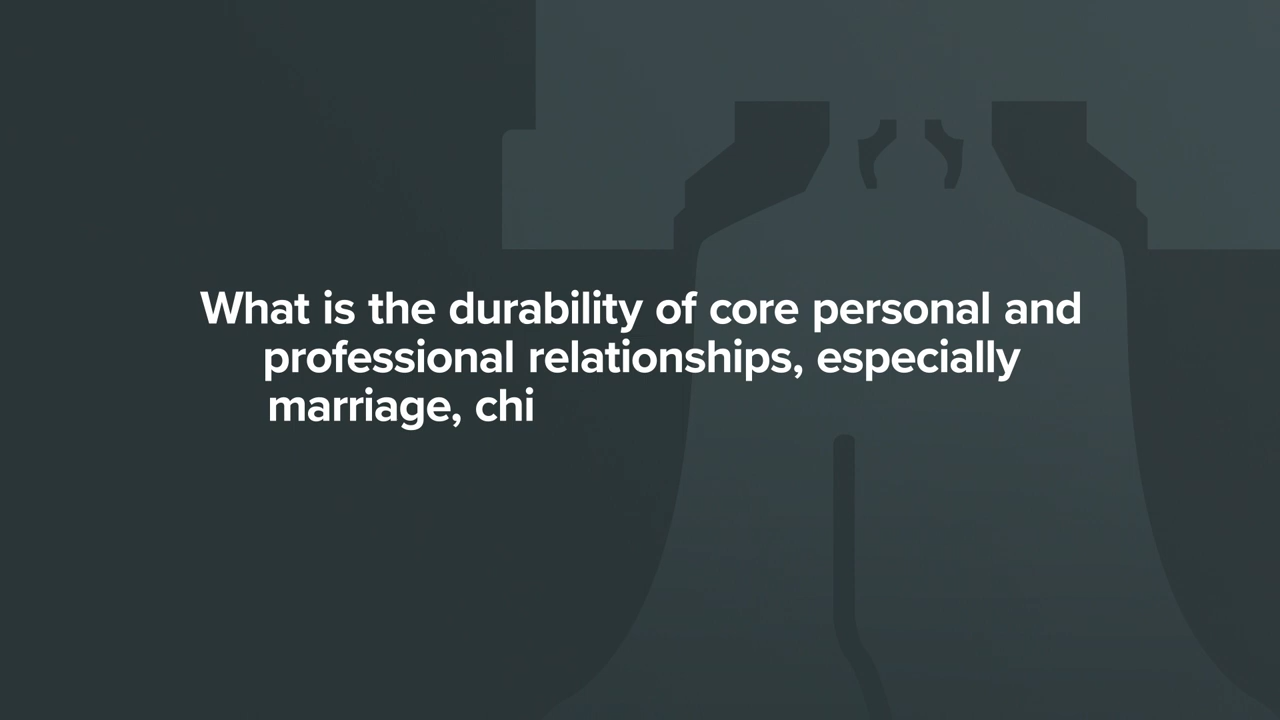 What is the durability of core personal and
professional relationships, especially
marriage, chi